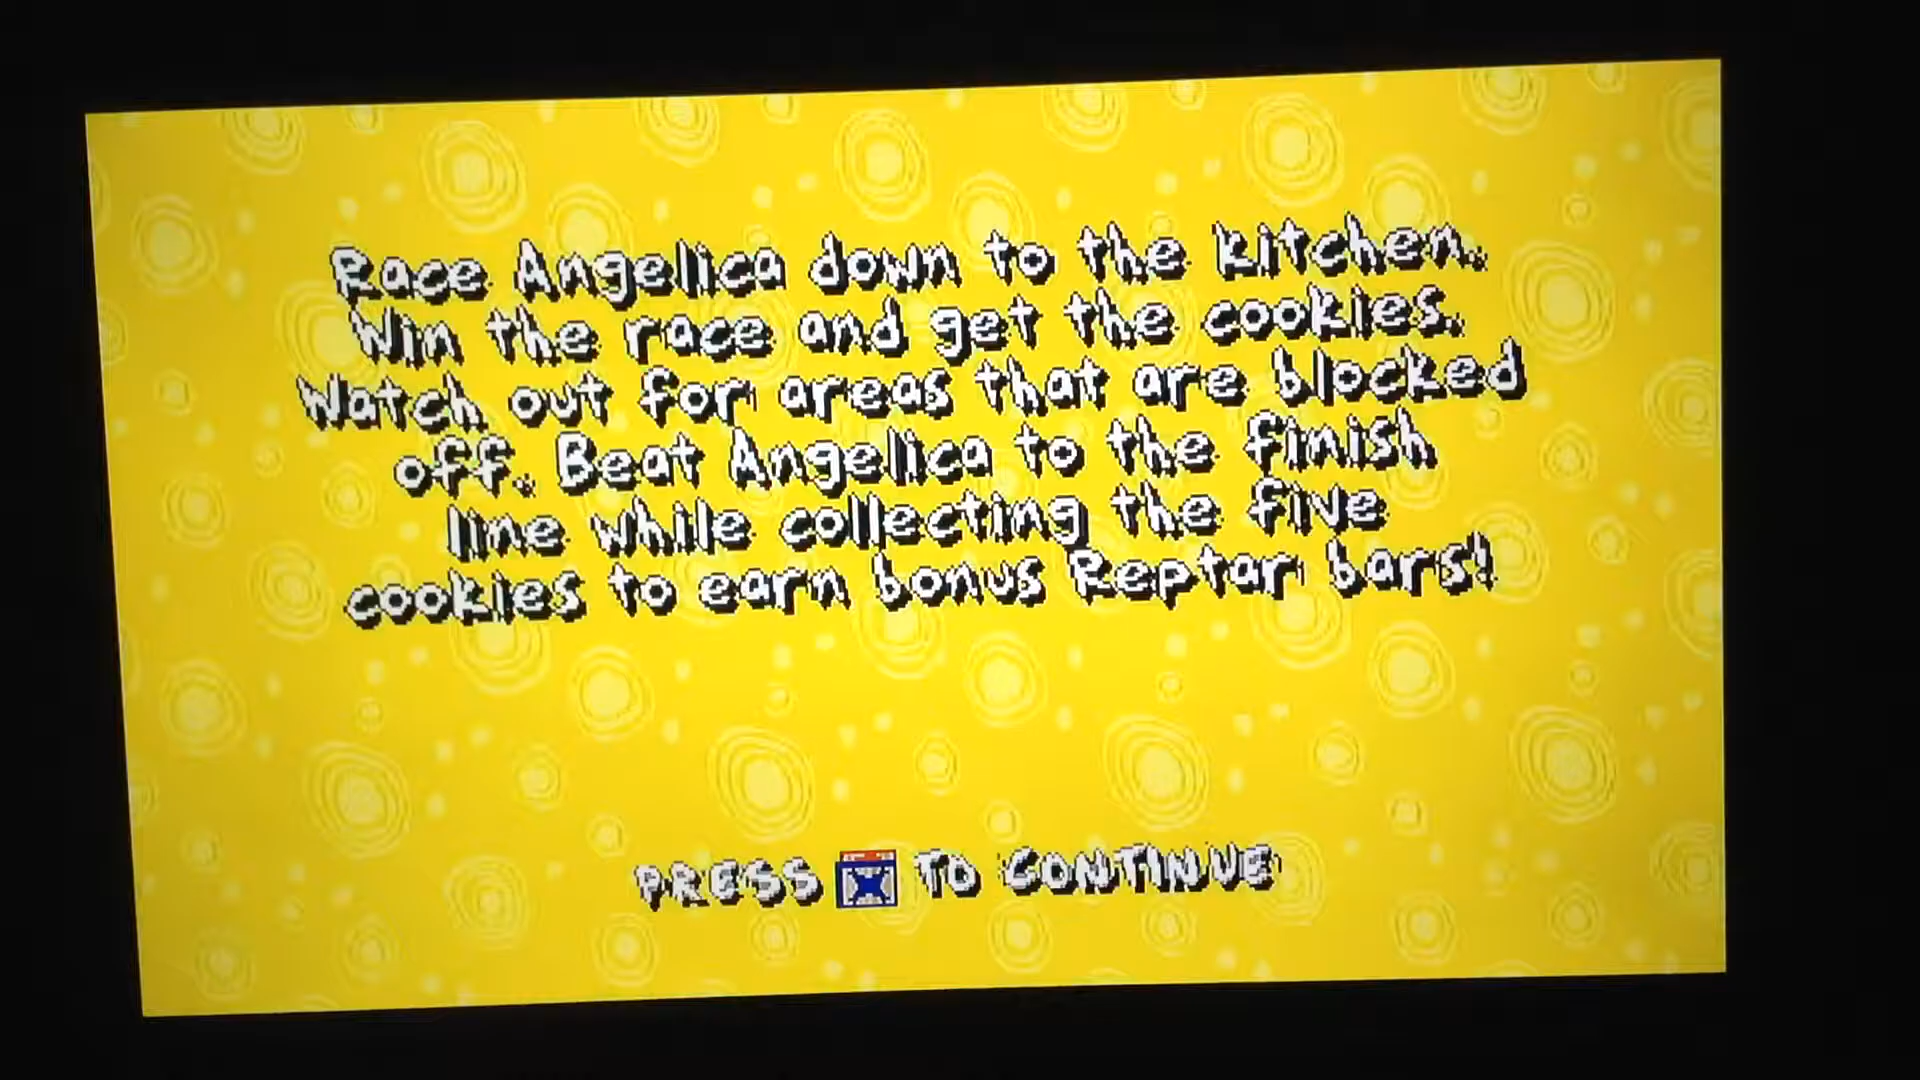 Race Angelica down to the kitchen.
Win the race and get the cookies.
Watch out for areas that are blocked
off. Beat Angelica to the finish
line while collecting the five
cookies to earn bonus Reptar bars!
PRESS X TO CONTINUE